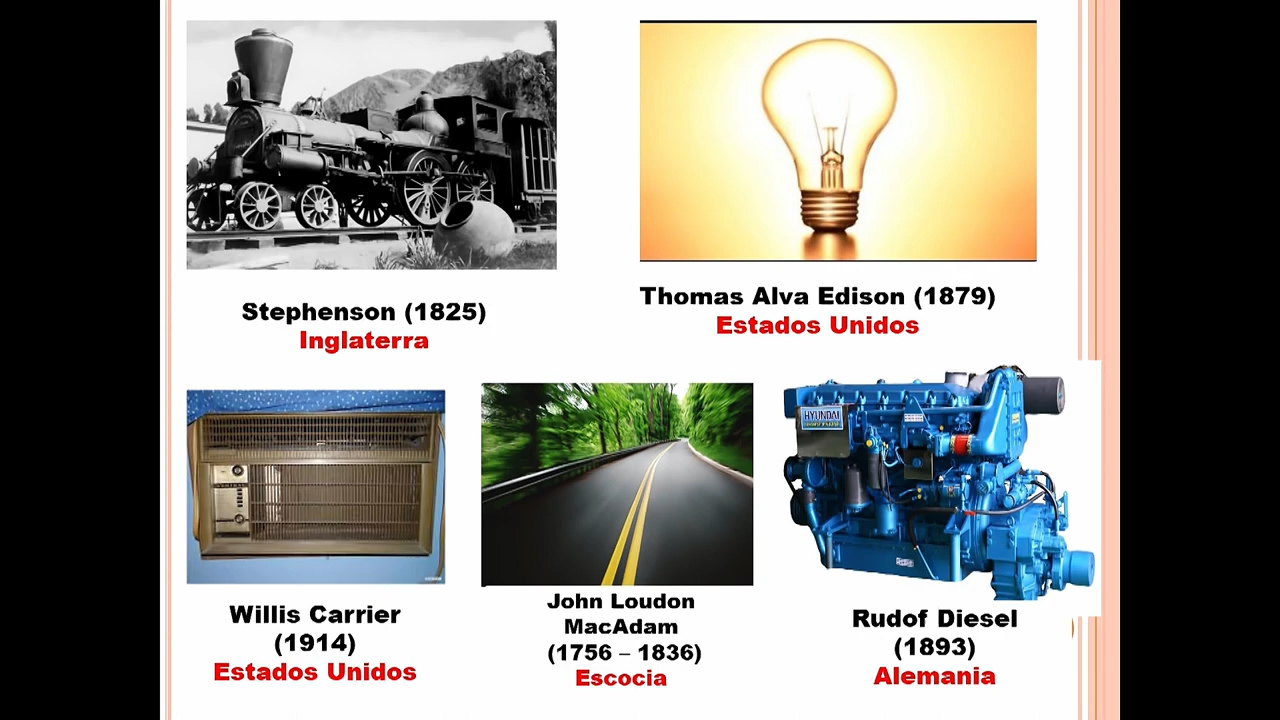 Stephenson (1825)
Inglaterra
Thomas Alva Edison (1879)
Estados Unidos
HYUNDAI
Willis Carrier
(1914)
Estados Unidos
John Loudon
MacAdam
(1756 – 1836)
Escocia
Rudof Diesel
(1893)
Alemania